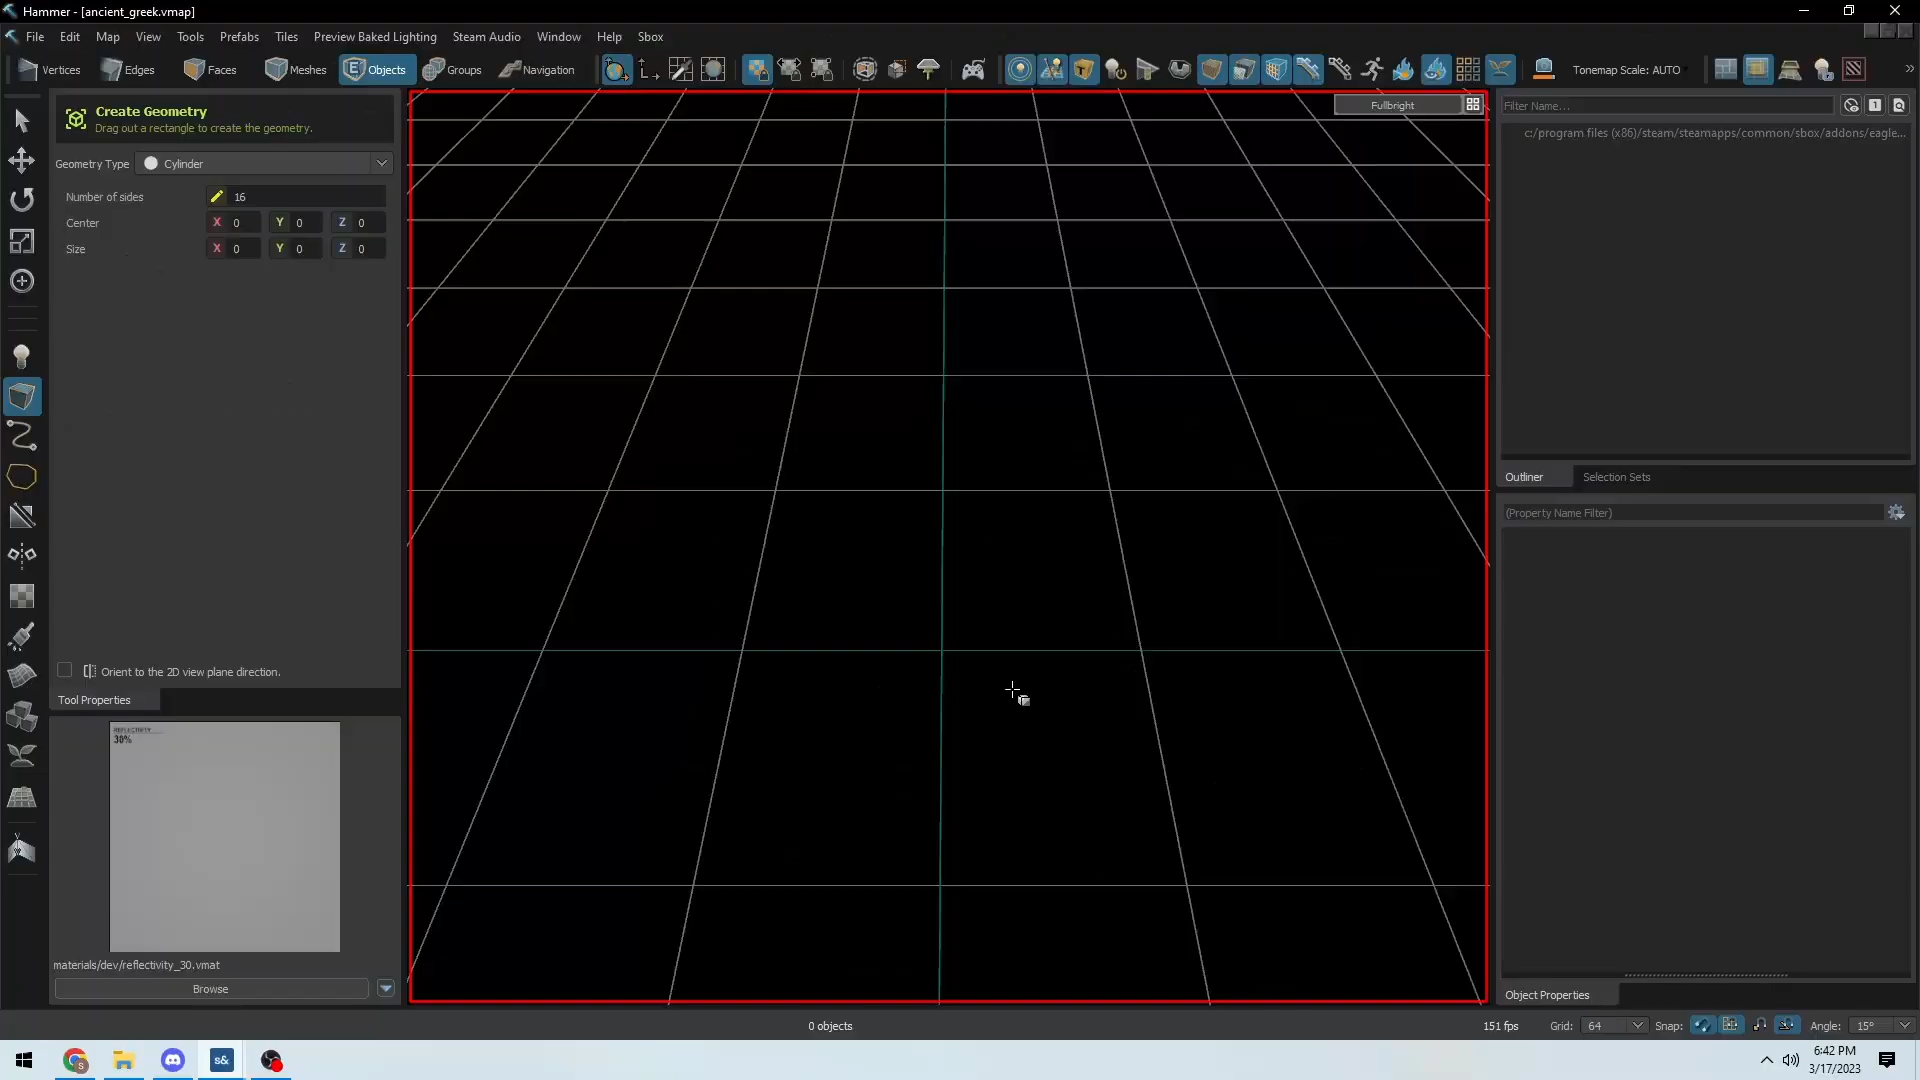 Hammer - [ancient_greek.vmap]
File Edit Map View Tools Prefabs Tiles Preview Baked Lighting Steam Audio Window Help Sbox
Vertices Edges Faces Meshes Objects Groups Navigation Tonemap Scale: AUTO
Create Geometry
Drag out a rectangle to create the geometry.
Geometry Type Cylinder
Number of sides 16
Center X 0 Y 0 Z 0
Size X 0 Y 0 Z 0
Orient to the 2D view plane direction.
Tool Properties
REFLECTIVITY
30%
materials/dev/reflectivity_30.vmat
Browse
Fullbright
Filter Name...
1
c:/program files (x86)/steam/steamapps/common/sbox/addons/eagle...
Outliner Selection Sets
(Property Name Filter)
Object Properties
0 objects 151 fps Grid: 64 Snap: Angle: 15°
s&
6:42 PM
3/17/2023